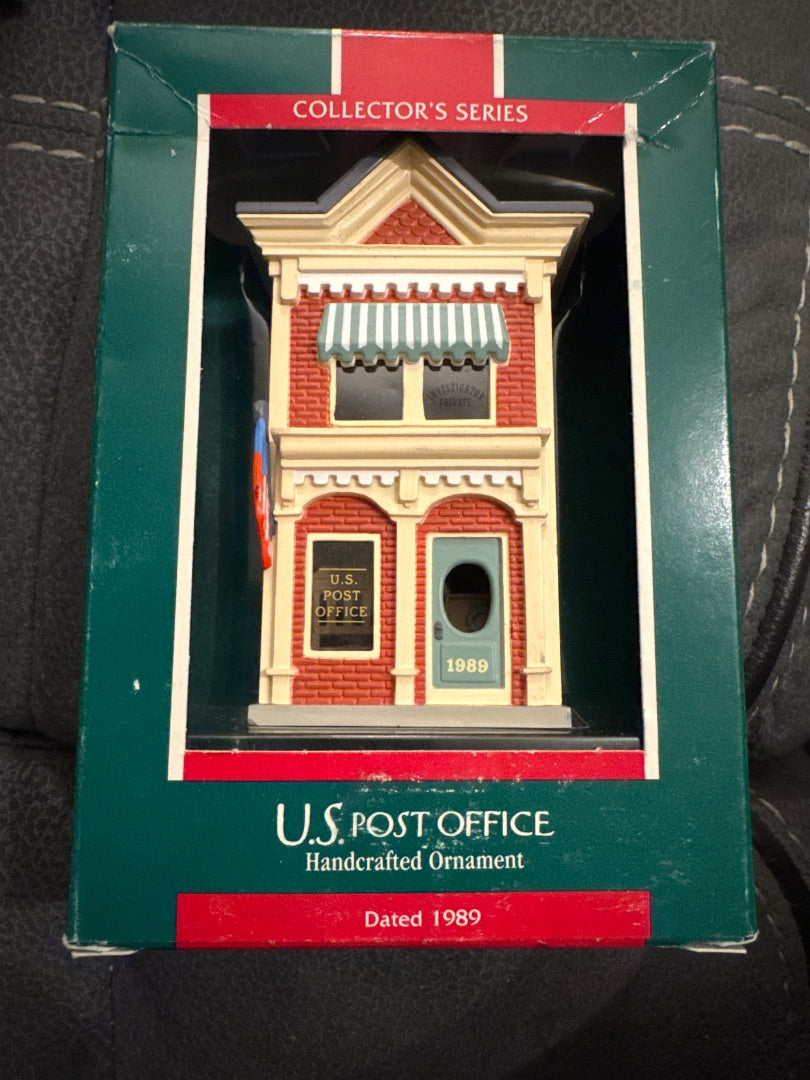 COLLECTOR'S SERIES
INVESTIGATOR
PRIVATE
U.S.
POST
OFFICE
1989
U.S. POST OFFICE
Handcrafted Ornament
Dated 1989